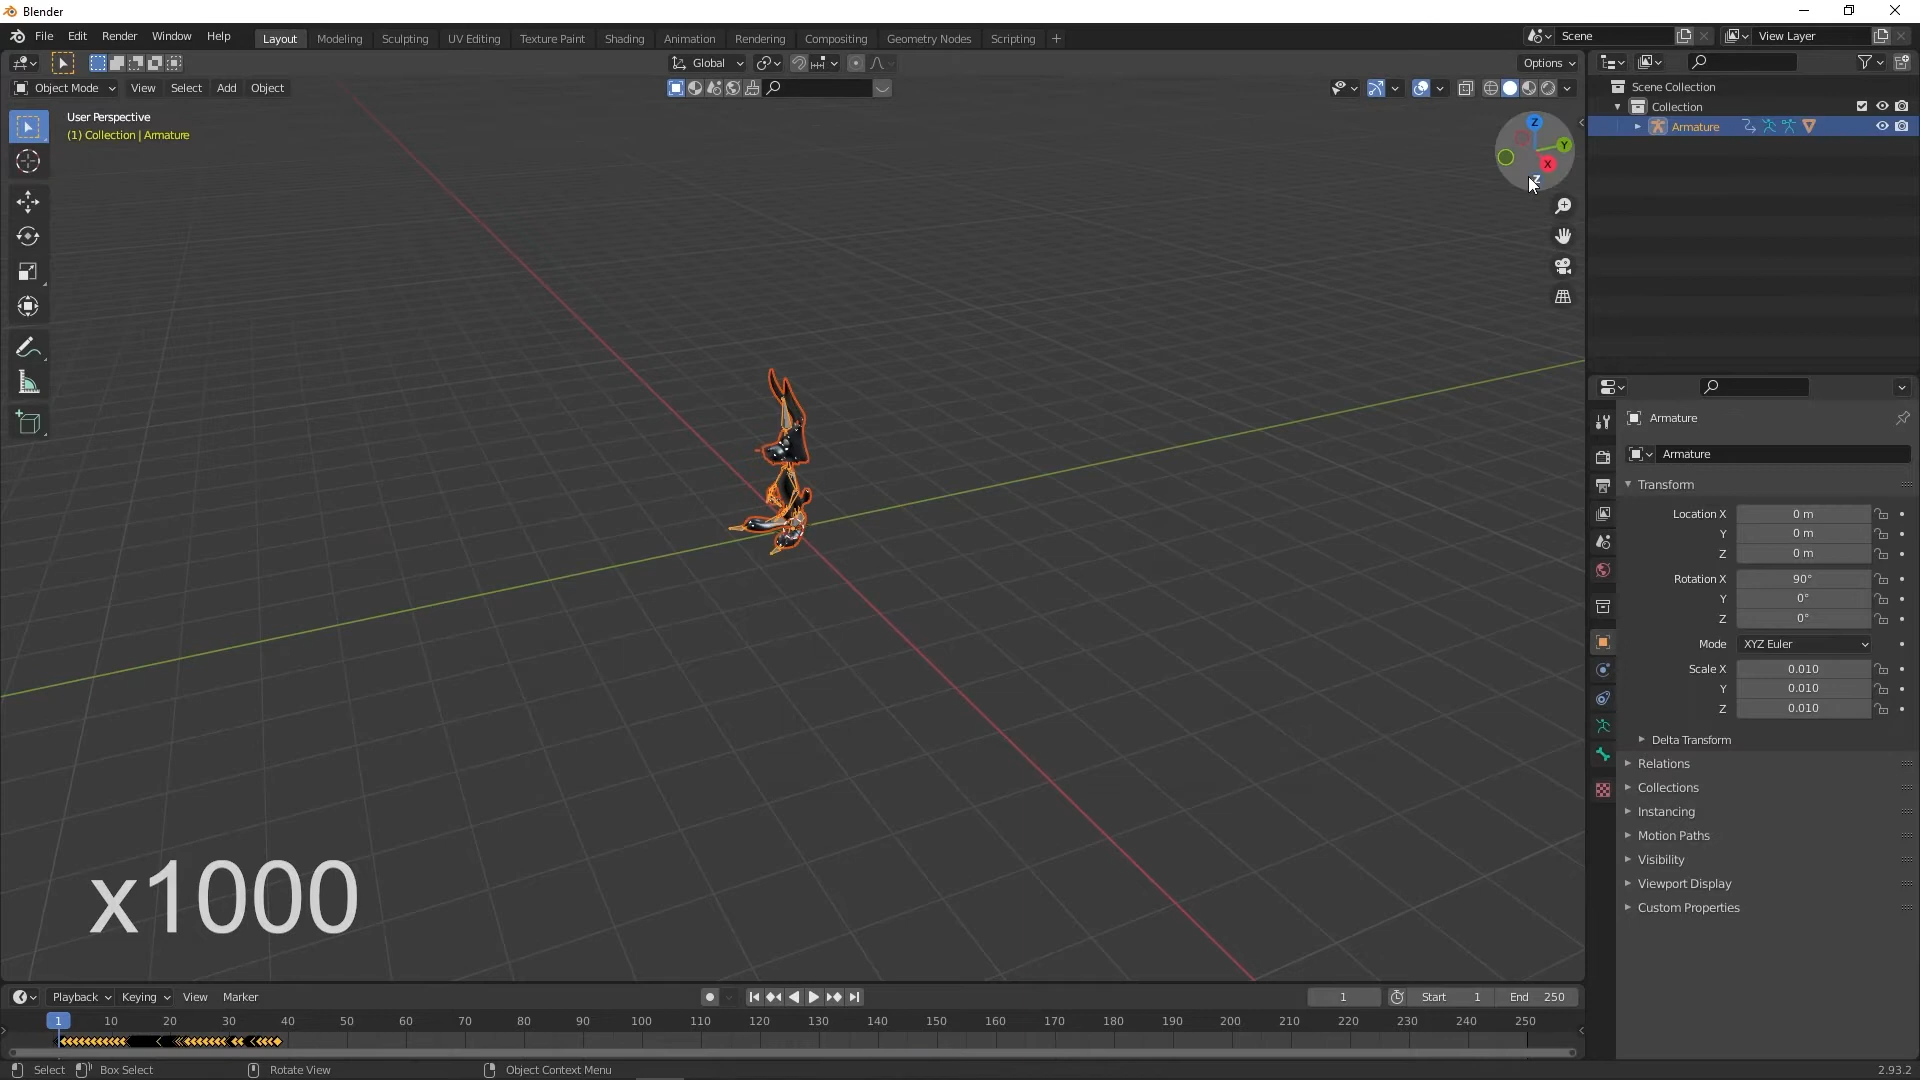 Blender
File Edit Render Window Help Layout Modeling Sculpting UV Editing Texture Paint Shading Animation Rendering Compositing Geometry Nodes Scripting + Scene View Layer
Global Options
Object Mode View Select Add Object
User Perspective
(1) Collection | Armature
Z
Y
X
Z
Scene Collection
Collection
Armature
Armature
Armature
Transform
Location X 0 m
Y 0 m
Z 0 m
Rotation X 90°
Y 0°
Z 0°
Mode XYZ Euler
Scale X 0.010
Y 0.010
Z 0.010
Delta Transform
Relations
Collections
Instancing
Motion Paths
Visibility
Viewport Display
Custom Properties
x1000
Playback Keying View Marker 1 Start 1 End 250
1 10 20 30 40 50 60 70 80 90 100 110 120 130 140 150 160 170 180 190 200 210 220 230 240 250
Select Box Select Rotate View Object Context Menu 2.93.2